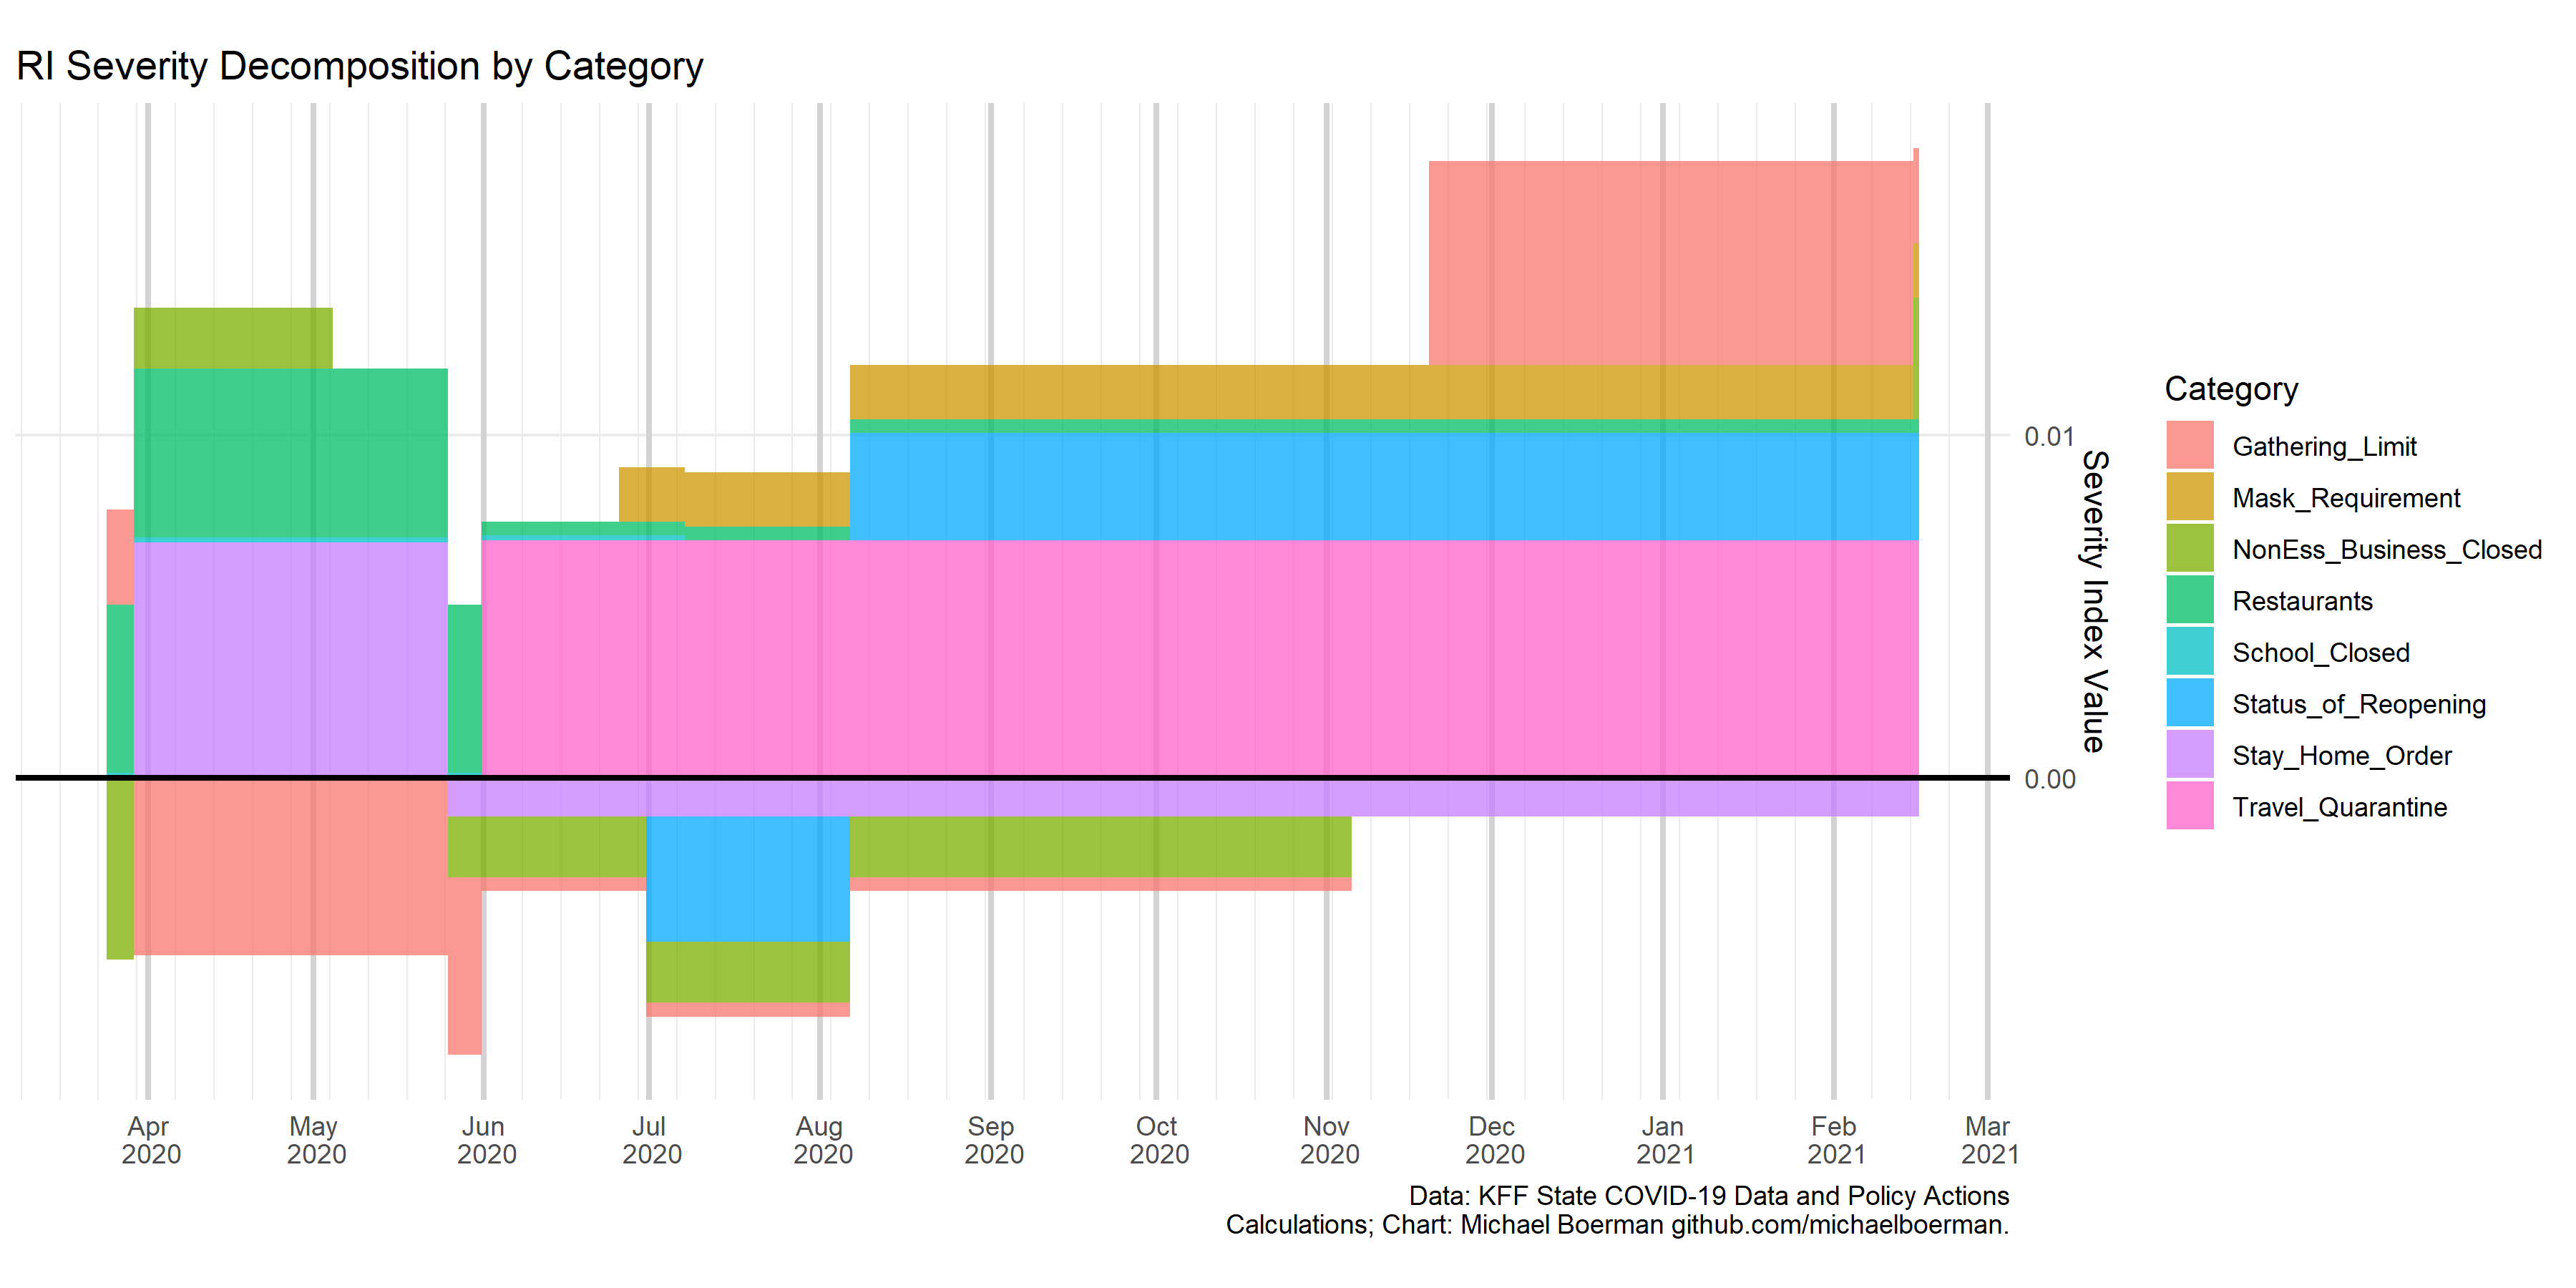 RI Severity Decomposition by Category
0.01
0.00
Severity Index Value
Category
Gathering_Limit
Mask_Requirement
NonEss_Business_Closed
Restaurants
School_Closed
Status_of_Reopening
Stay_Home_Order
Travel_Quarantine
Apr May Jun Jul Aug Sep Oct Nov Dec Jan Feb Mar
2020 2020 2020 2020 2020 2020 2020 2020 2020 2021 2021 2021
Data: KFF State COVID-19 Data and Policy Actions
Calculations; Chart: Michael Boerman github.com/michaelboerman.